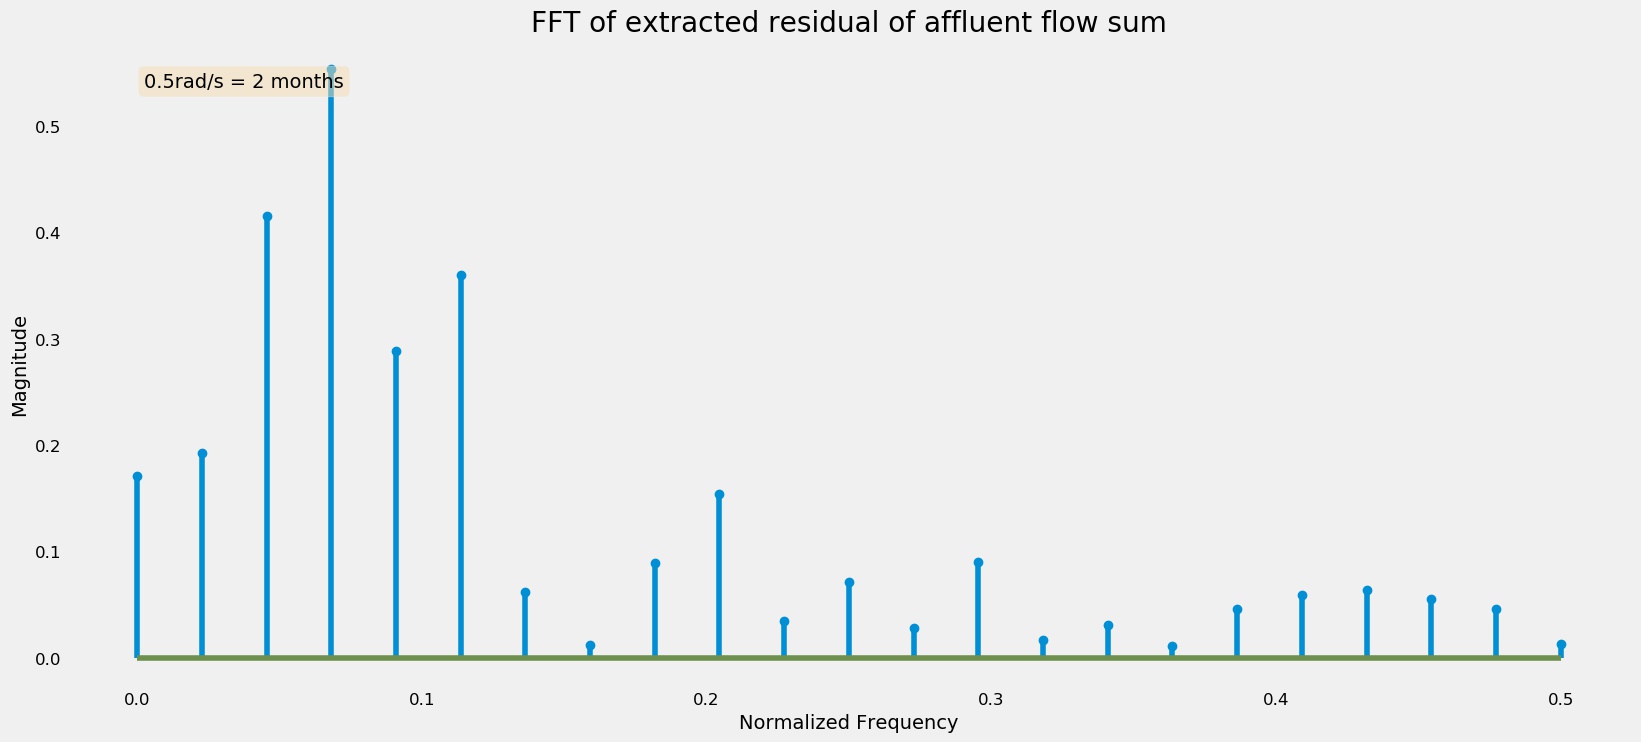 FFT of extracted residual of affluent flow sum
0.5rad/s = 2 months
0.5
0.4
0.3
0.2
0.1
0.0
Magnitude
0.0 0.1 0.2 0.3 0.4 0.5
Normalized Frequency